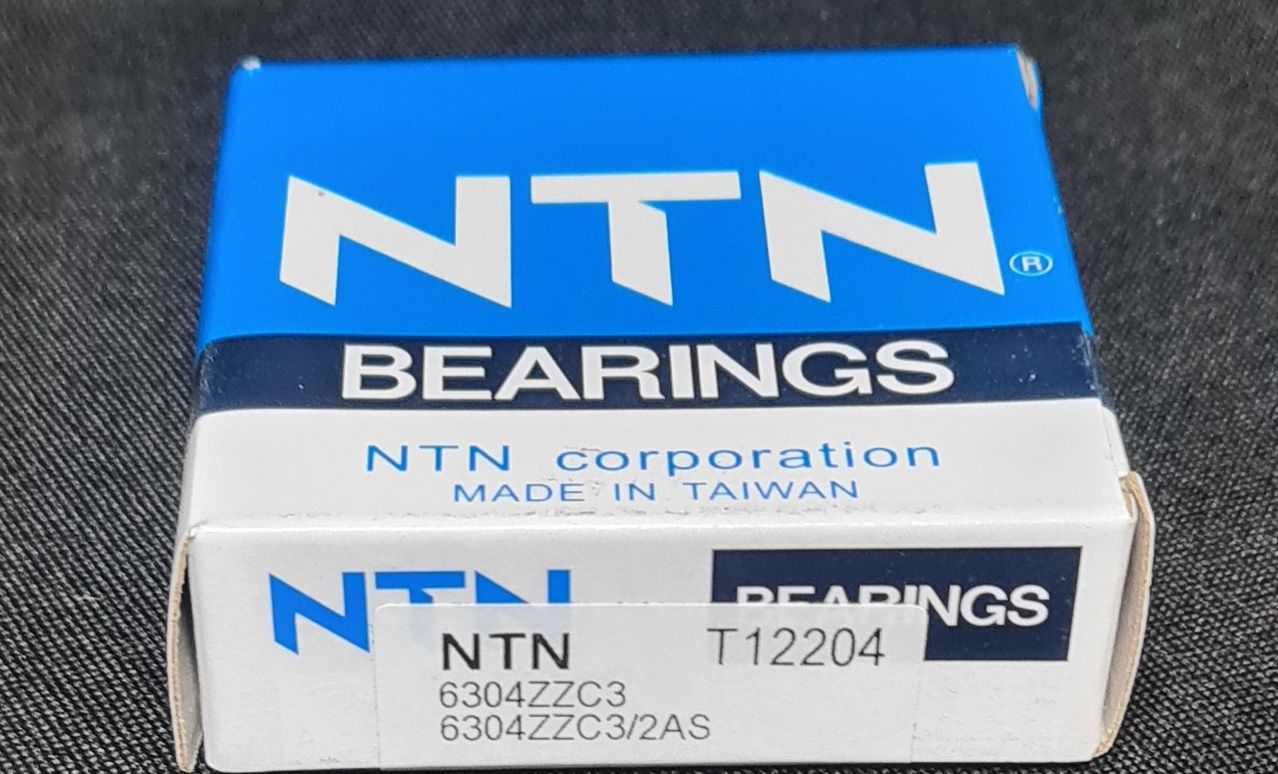 NTN®
BEARINGS
NTN corporation
MADE IN TAIWAN
NTN BEARINGS
NTN T12204
6304ZZC3
6304ZZC3/2AS